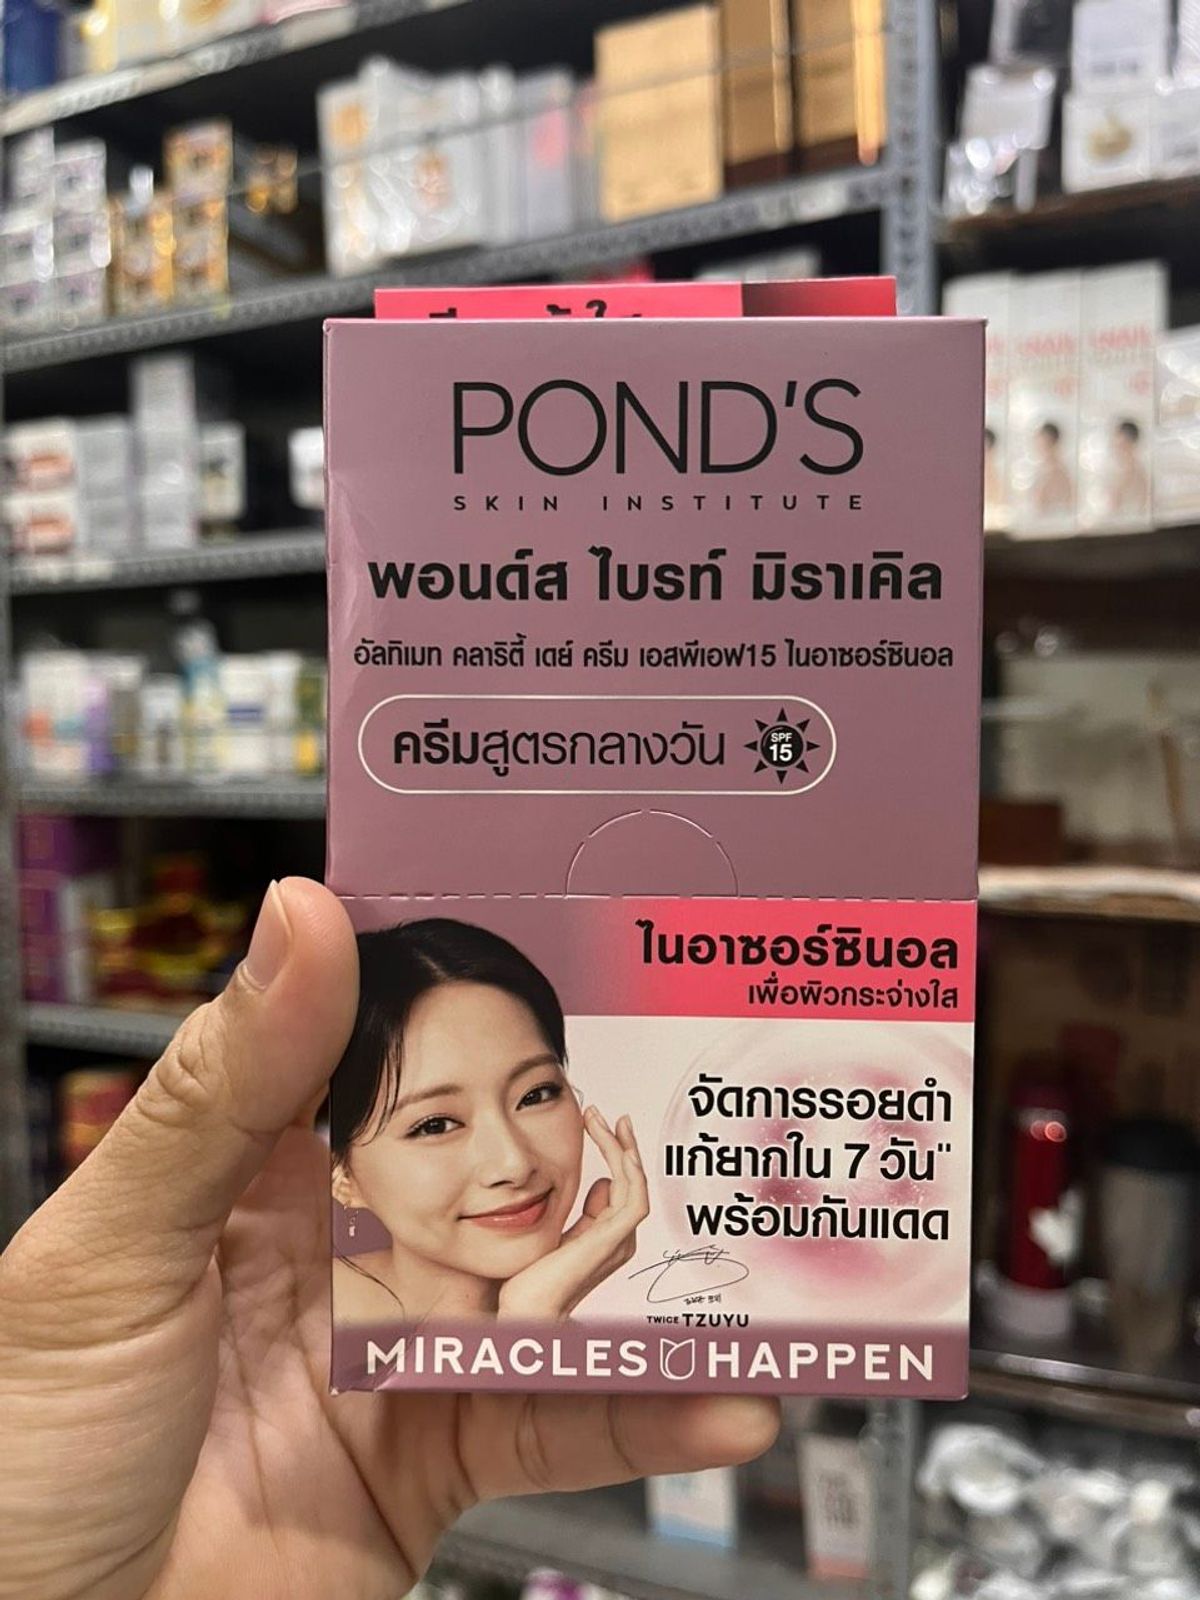 POND'S
SKIN INSTITUTE
พอนด์ส ไบรท์ มิราเคิล
อัลทิเมท คลาริตี้ เดย์ ครีม เอสพีเอฟ15 ไนอาซอร์ซินอล
ครีมสูตรกลางวัน SPF 15
ไนอาซอร์ซินอล
เพื่อผิวกระจ่างใส
จัดการรอยดำ
แก้ยากใน 7 วัน"
พร้อมกันแดด
TWICE TZUYU
MIRACLES HAPPEN